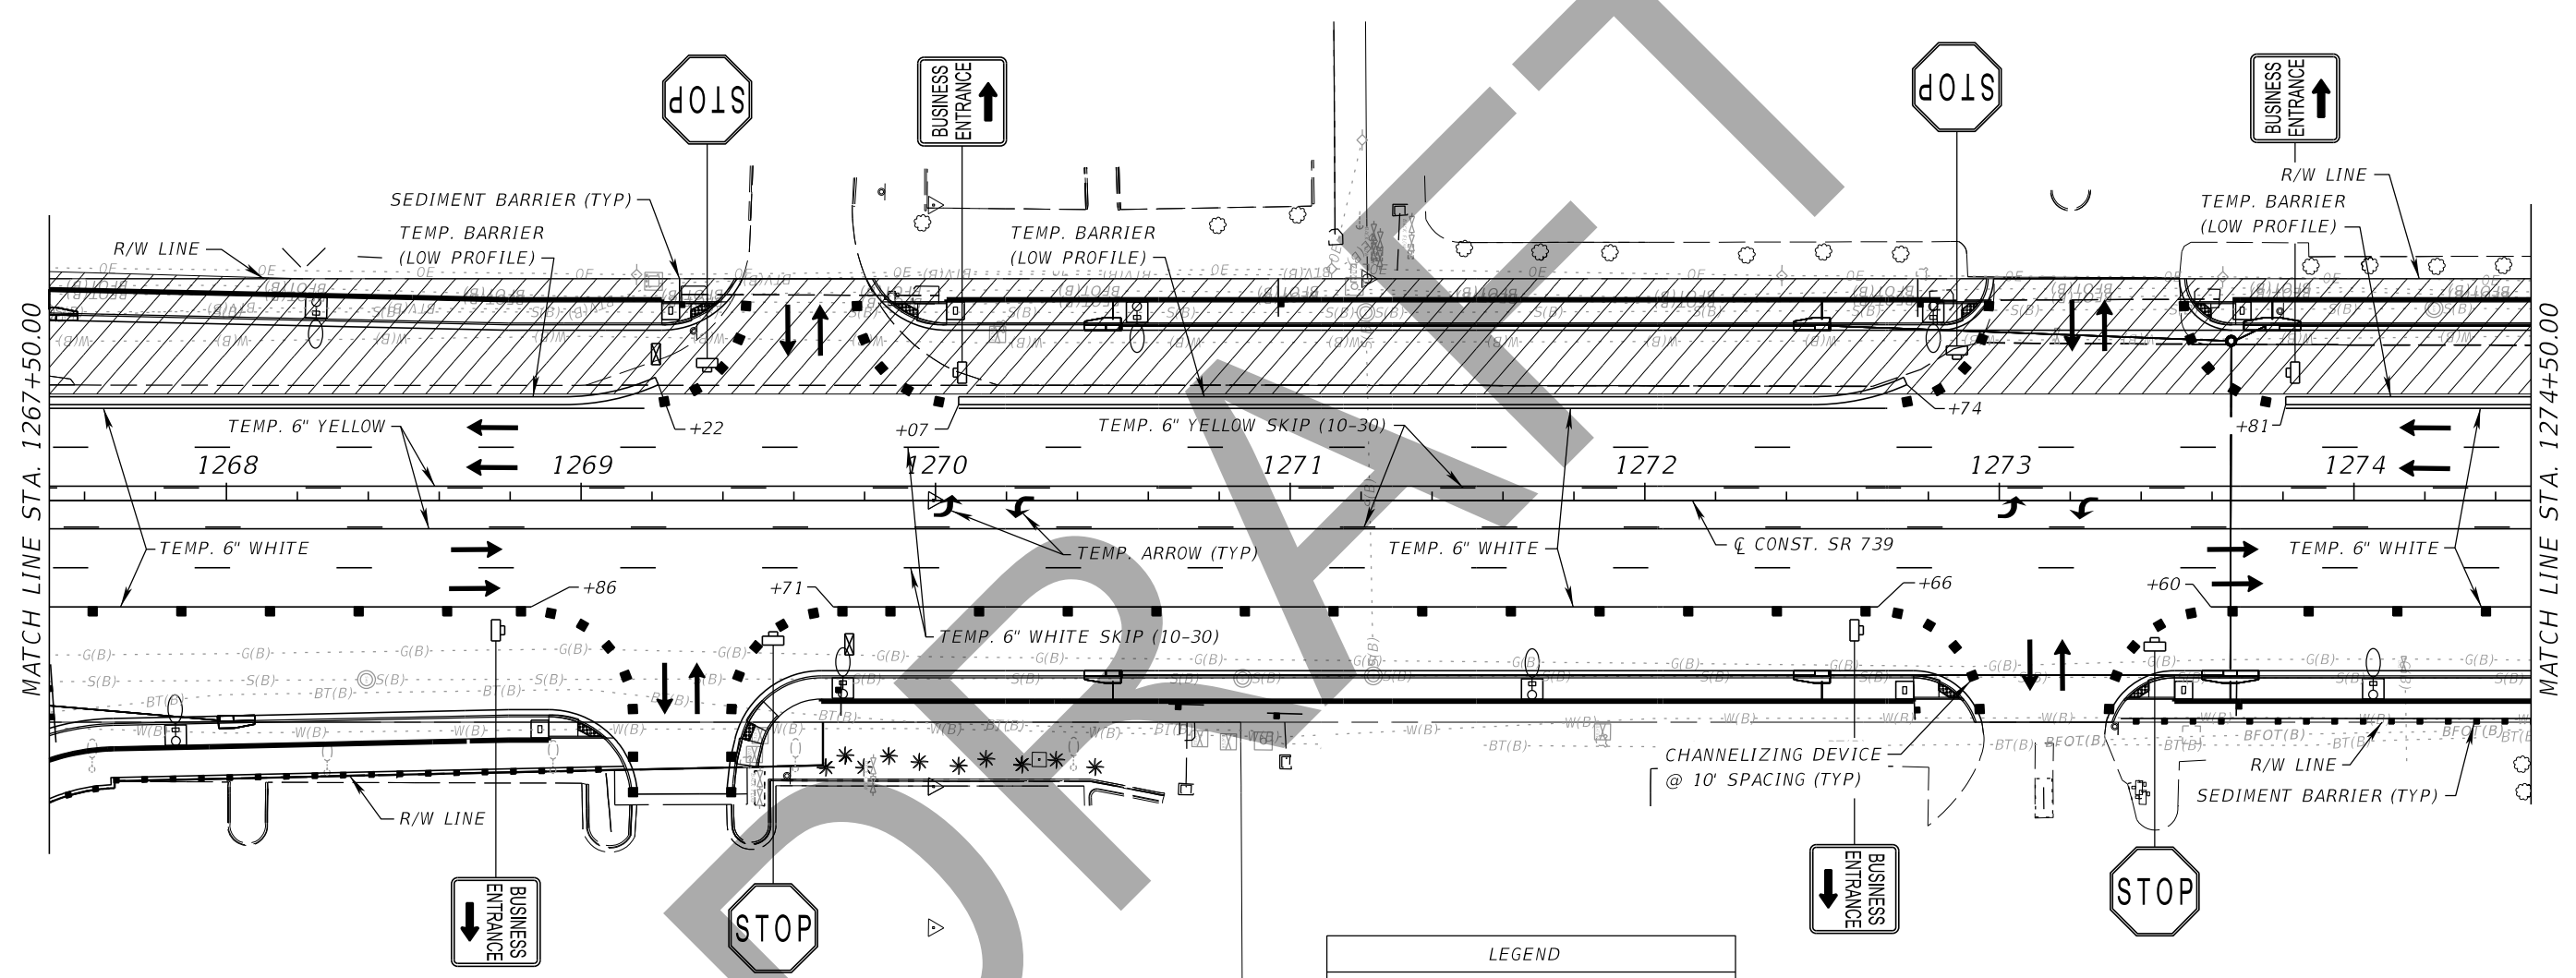 STOP
BUSINESS
ENTRANCE
STOP
BUSINESS
ENTRANCE
SEDIMENT BARRIER (TYP)
R/W LINE
TEMP. BARRIER
(LOW PROFILE)
TEMP. BARRIER
(LOW PROFILE)
R/W LINE
TEMP. BARRIER
(LOW PROFILE)
MATCH LINE STA. 1267+50.00
MATCH LINE STA. 1274+50.00
TEMP. 6" YELLOW
+22
+07
TEMP. 6" YELLOW SKIP (10-30)
+74
+81
1268
1269
1270
1271
1272
1273
1274
TEMP. 6" WHITE
TEMP. ARROW (TYP)
TEMP. 6" WHITE
℄ CONST. SR 739
TEMP. 6" WHITE
+86
+71
+66
+60
TEMP. 6" WHITE SKIP (10-30)
G(B)
S(B)
BT(B)
W(B)
BFOT(B)
OE
R/W LINE
CHANNELIZING DEVICE
@ 10' SPACING (TYP)
R/W LINE
SEDIMENT BARRIER (TYP)
BUSINESS
ENTRANCE
STOP
BUSINESS
ENTRANCE
STOP
LEGEND
DRAFT